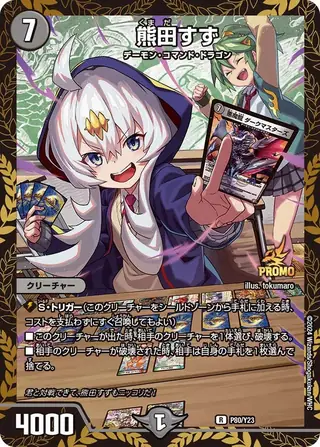 7
くまだ
熊田すず
デーモン・コマンド・ドラゴン
無血頭 ダークマスターズ
PROMO
illus. tokumaro
クリーチャー
S・トリガー(このクリーチャーをシールドゾーンから手札に加える時、
コストを支払わずにすぐ召喚してもよい)
■このクリーチャーが出た時、相手のクリーチャーを1体選び、破壊する。
■相手のクリーチャーが破壊された時、相手は自身の手札を1枚選んで
捨てる。
君と対戦できて、熊田すずもニッコリだ!
4000
R P80/Y23